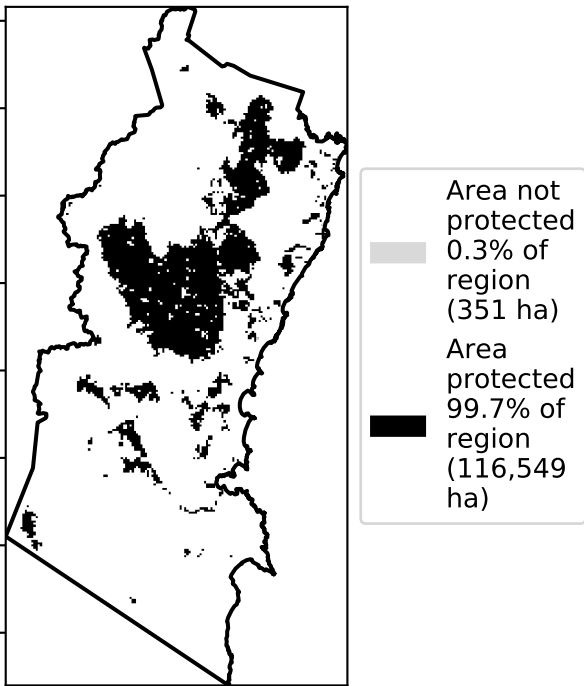 Area not
protected
0.3% of
region
(351 ha)
Area
protected
99.7% of
region
(116,549
ha)